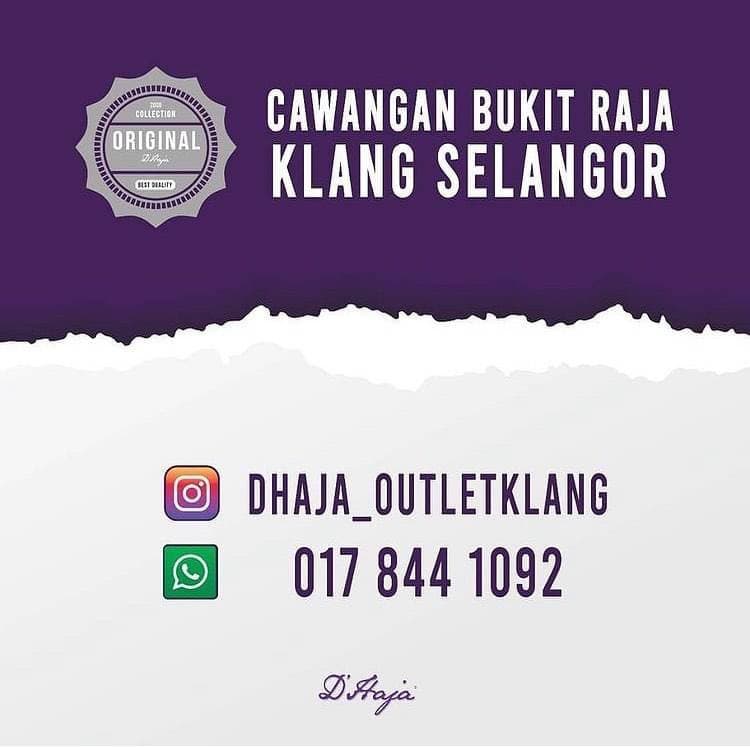 2020
COLLECTION
ORIGINAL
D'Haja
BEST QUALITY
CAWANGAN BUKIT RAJA
KLANG SELANGOR
DHAJA_OUTLETKLANG
017 844 1092
D'Haja